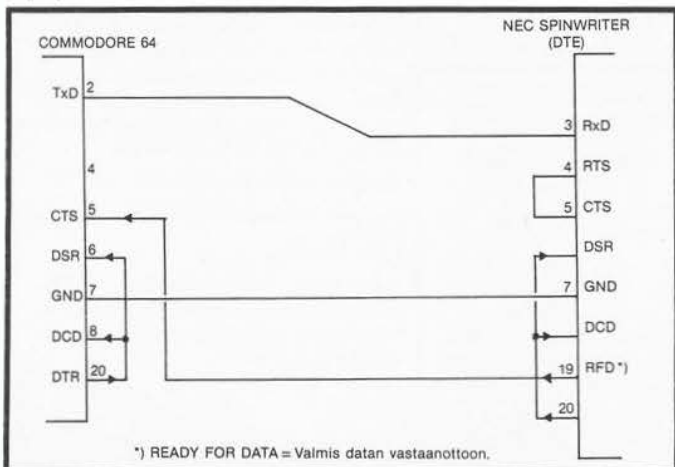 NEC SPINWRITER
(DTE)
COMMODORE 64
TxD 2
3 RxD
4
4 RTS
CTS 5
5 CTS
DSR 6
DSR
GND 7
7 GND
DCD 8
DCD
DTR 20
19 RFD*)
20
*) READY FOR DATA = Valmis datan vastaanottoon.